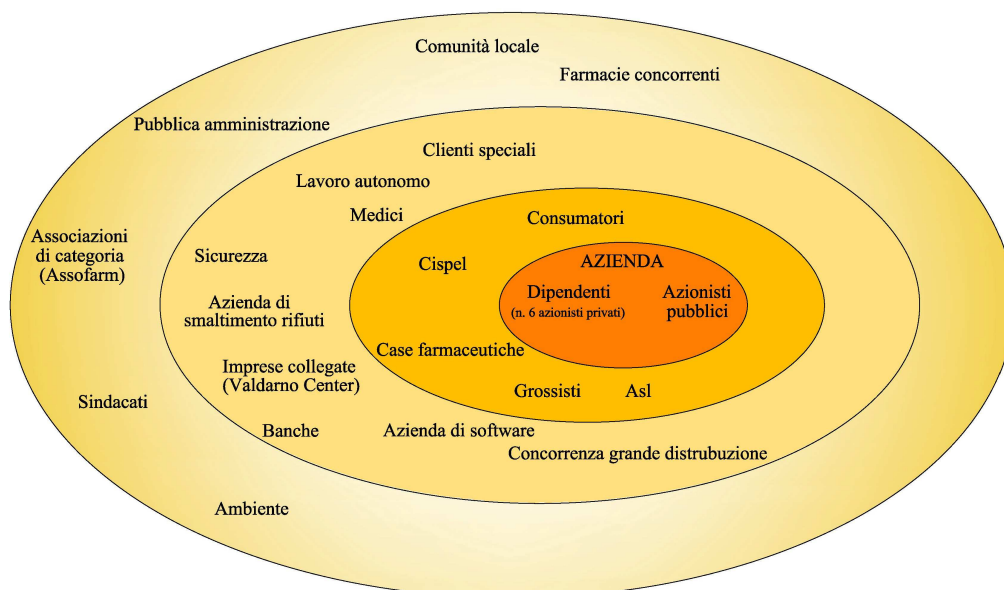 Comunità locale
Farmacie concorrenti
Pubblica amministrazione
Clienti speciali
Lavoro autonomo
Medici
Consumatori
Associazioni
di categoria
(Assofarm)
Sicurezza
Cispel
AZIENDA
Dipendenti
(n. 6 azionisti privati)
Azionisti
pubblici
Azienda di
smaltimento rifiuti
Case farmaceutiche
Imprese collegate
(Valdarno Center)
Grossisti
Asl
Sindacati
Banche
Azienda di software
Concorrenza grande distrubuzione
Ambiente